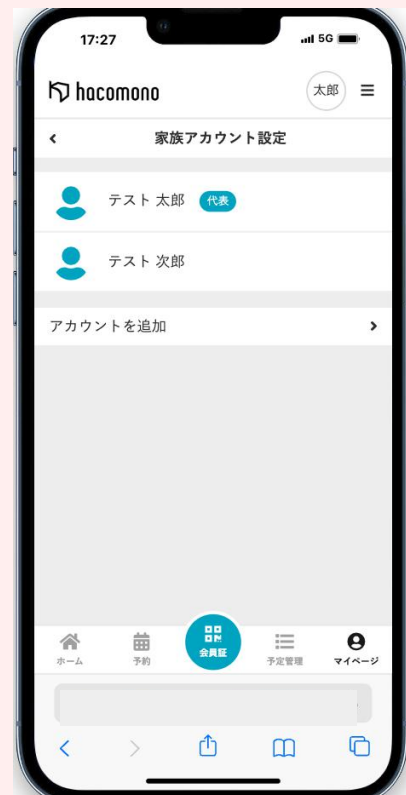 17:27
5G
hacomono
太郎
家族アカウント設定
テスト 太郎 代表
テスト 次郎
アカウントを追加
ホーム
予約
会員証
予定管理
マイページ